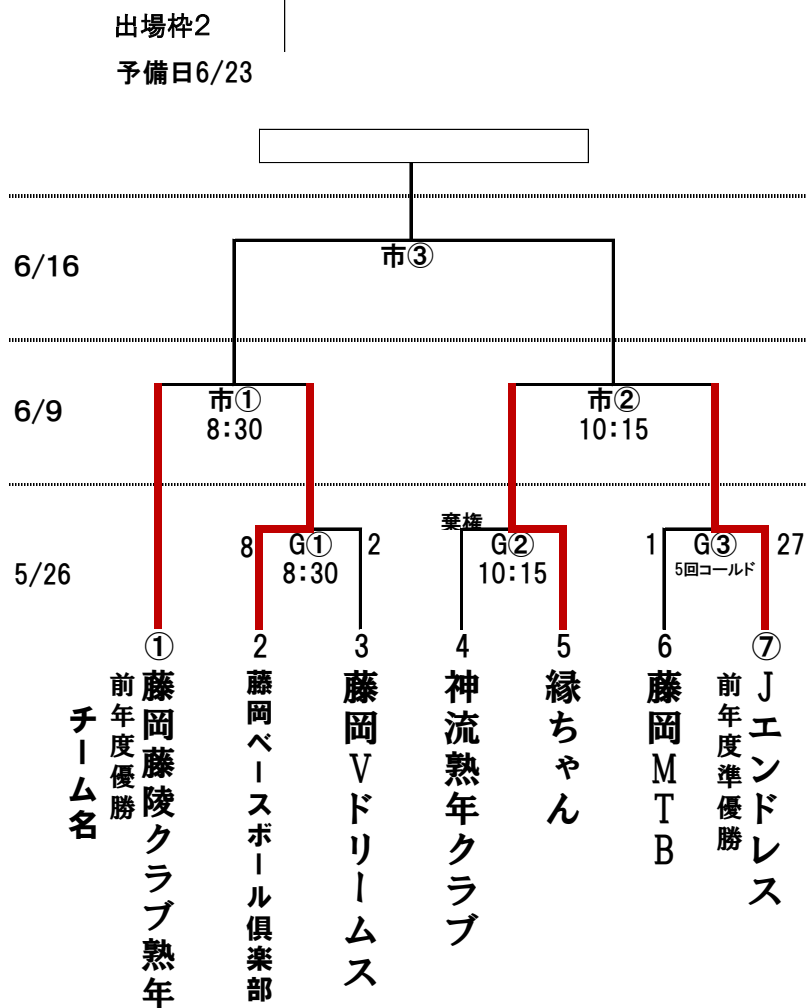 出場枠2
予備日6/23
6/16
市③
6/9
市①
8:30
市②
10:15
5/26
8
G①
8:30
2
棄権
G②
10:15
1
G③
5回コールド
27
①
2
3
4
5
6
⑦
チーム名
前年度優勝
藤岡藤陵クラブ熟年
藤岡ベースボール倶楽部
藤岡Vドリームス
神流熟年クラブ
縁ちゃん
藤岡MTB
前年度準優勝
Jエンドレス